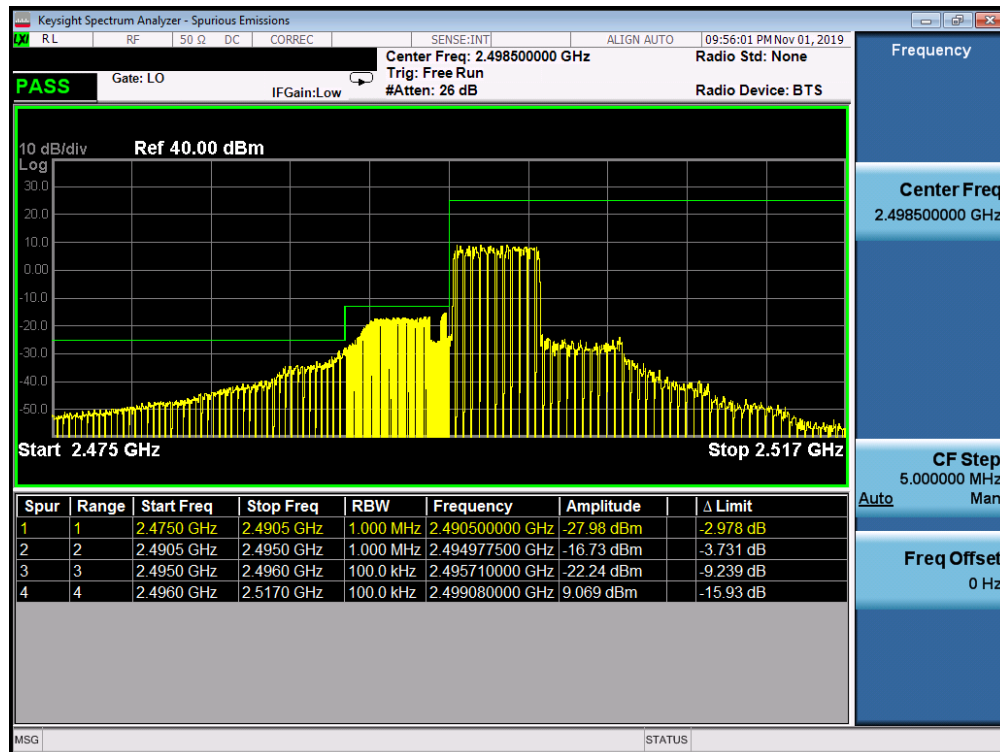 Keysight Spectrum Analyzer - Spurious Emissions
LXI RL RF 50 Ω DC CORREC SENSE:INT ALIGN AUTO 09:56:01 PM Nov 01, 2019
Center Freq: 2.498500000 GHz Radio Std: None
Gate: LO Trig: Free Run
PASS IFGain:Low #Atten: 26 dB Radio Device: BTS
10 dB/div Ref 40.00 dBm
Log
30.0
20.0
10.0
0.00
-10.0
-20.0
-30.0
-40.0
-50.0
Start 2.475 GHz Stop 2.517 GHz
Spur Range Start Freq Stop Freq RBW Frequency Amplitude Δ Limit
1 1 2.4750 GHz 2.4905 GHz 1.000 MHz 2.490500000 GHz -27.98 dBm -2.978 dB
2 2 2.4905 GHz 2.4950 GHz 1.000 MHz 2.494977500 GHz -16.73 dBm -3.731 dB
3 3 2.4950 GHz 2.4960 GHz 100.0 kHz 2.495710000 GHz -22.24 dBm -9.239 dB
4 4 2.4960 GHz 2.5170 GHz 100.0 kHz 2.499080000 GHz 9.069 dBm -15.93 dB
MSG STATUS
Frequency
Center Freq
2.498500000 GHz
CF Step
5.000000 MHz
Auto Man
Freq Offset
0 Hz